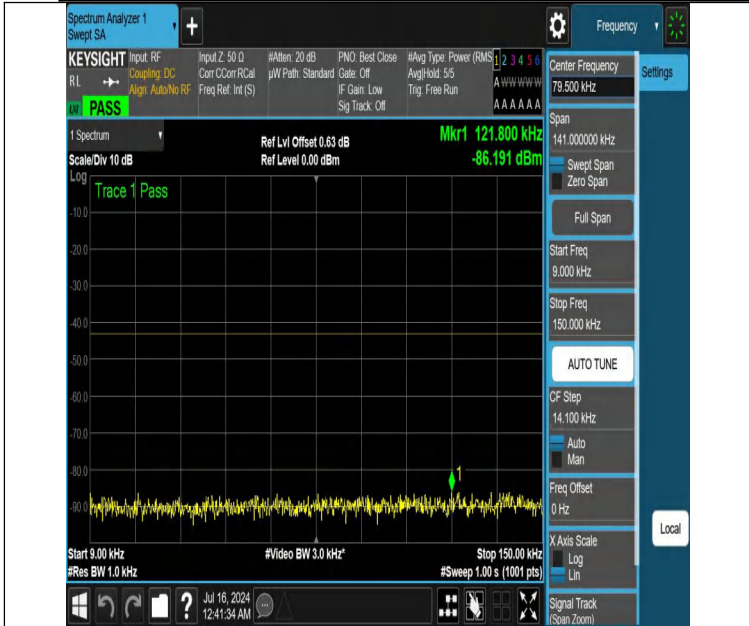 Spectrum Analyzer 1
Swept SA
Frequency
KEYSIGHT
RL
PASS
Input: RF
Coupling: DC
Align: Auto/No RF
Input Z: 50 Ω
Corr CCorr RCal
Freq Ref: Int (S)
#Atten: 20 dB
µW Path: Standard
PNO: Best Close
Gate: Off
IF Gain: Low
Sig Track: Off
#Avg Type: Power (RMS
Avg|Hold: 5/5
Trig: Free Run
1 2 3 4 5 6
A W W W W W
A A A A A A
Center Frequency
79.500 kHz
Settings
1 Spectrum
Scale/Div 10 dB
Ref Lvl Offset 0.63 dB
Ref Level 0.00 dBm
Mkr1 121.800 kHz
-86.191 dBm
Log
Trace 1 Pass
-10.0
-20.0
-30.0
-40.0
-50.0
-60.0
-70.0
-80.0
-90.0
1
Start 9.00 kHz
#Res BW 1.0 kHz
#Video BW 3.0 kHz*
Stop 150.00 kHz
#Sweep 1.00 s (1001 pts)
Span
141.000000 kHz
Swept Span
Zero Span
Full Span
Start Freq
9.000 kHz
Stop Freq
150.000 kHz
AUTO TUNE
CF Step
14.100 kHz
Auto
Man
Freq Offset
0 Hz
X Axis Scale
Log
Lin
Local
Signal Track
(Span Zoom)
?
Jul 16, 2024
12:41:34 AM